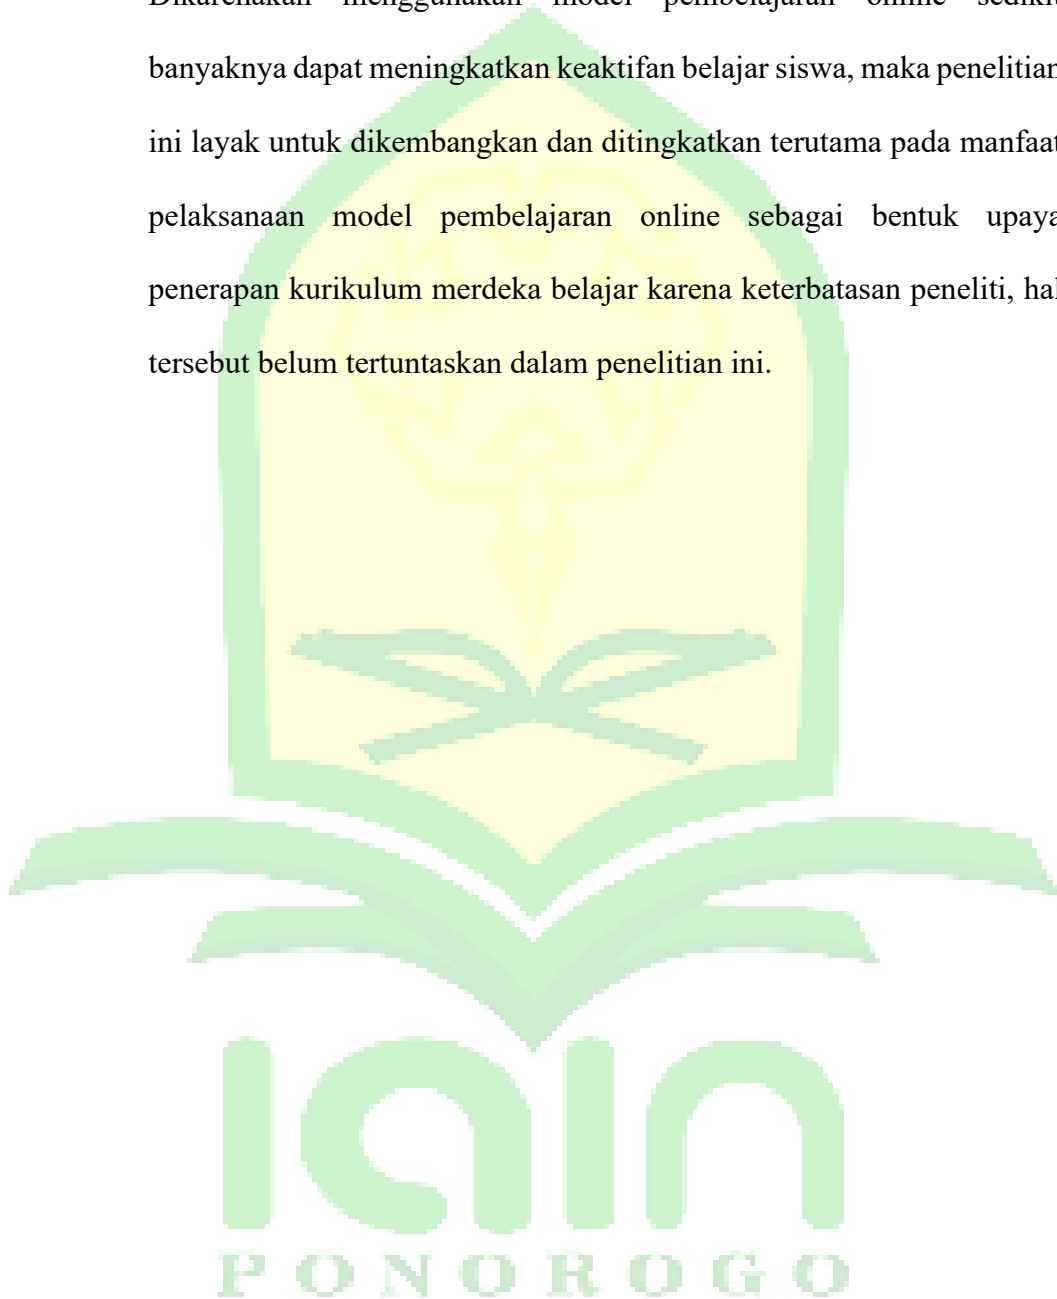 Dikarenakan menggunakan model pembelajaran online sedikit
banyaknya dapat meningkatkan keaktifan belajar siswa, maka penelitian
ini layak untuk dikembangkan dan ditingkatkan terutama pada manfaat
pelaksanaan model pembelajaran online sebagai bentuk upaya
penerapan kurikulum merdeka belajar karena keterbatasan peneliti, hal
tersebut belum tertuntaskan dalam penelitian ini.
iain
PONOROGO